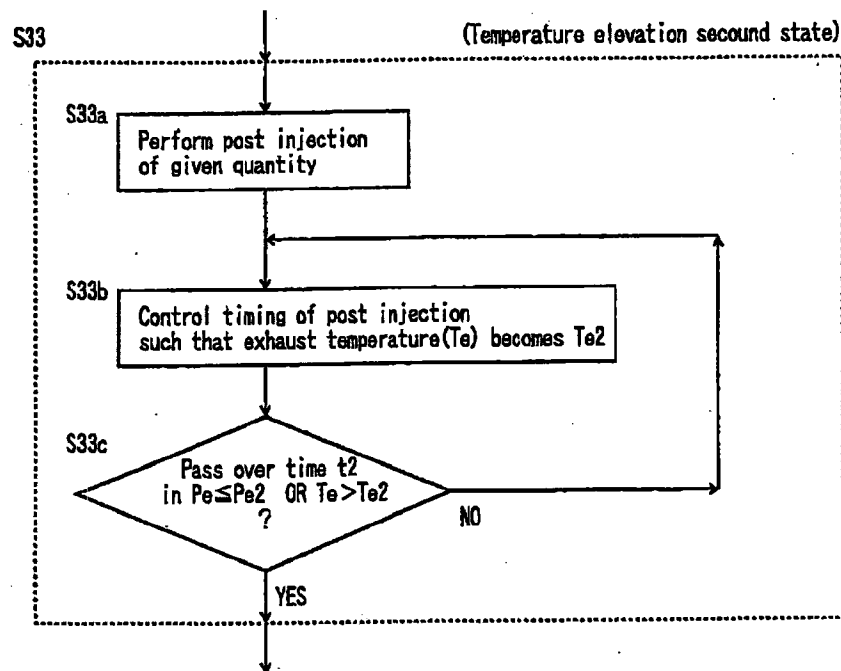 S33
(Temperature elevation secound state)
S33a
Perform post injection
of given quantity
S33b
Control timing of post injection
such that exhaust temperature(Te) becomes Te2
S33c
Pass over time t2
in Pe≦Pe2 OR Te>Te2
?
NO
YES